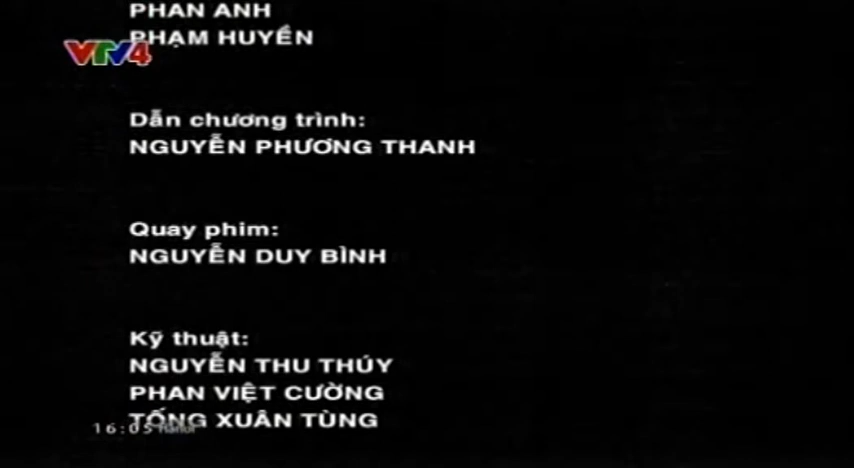 PHAN ANH
PHẠM HUYỀN
VTV4
Dẫn chương trình:
NGUYỄN PHƯƠNG THANH
Quay phim:
NGUYỄN DUY BÌNH
Kỹ thuật:
NGUYỄN THU THÚY
PHAN VIỆT CƯỜNG
TỐNG XUÂN TÙNG
16:05 Hanoi